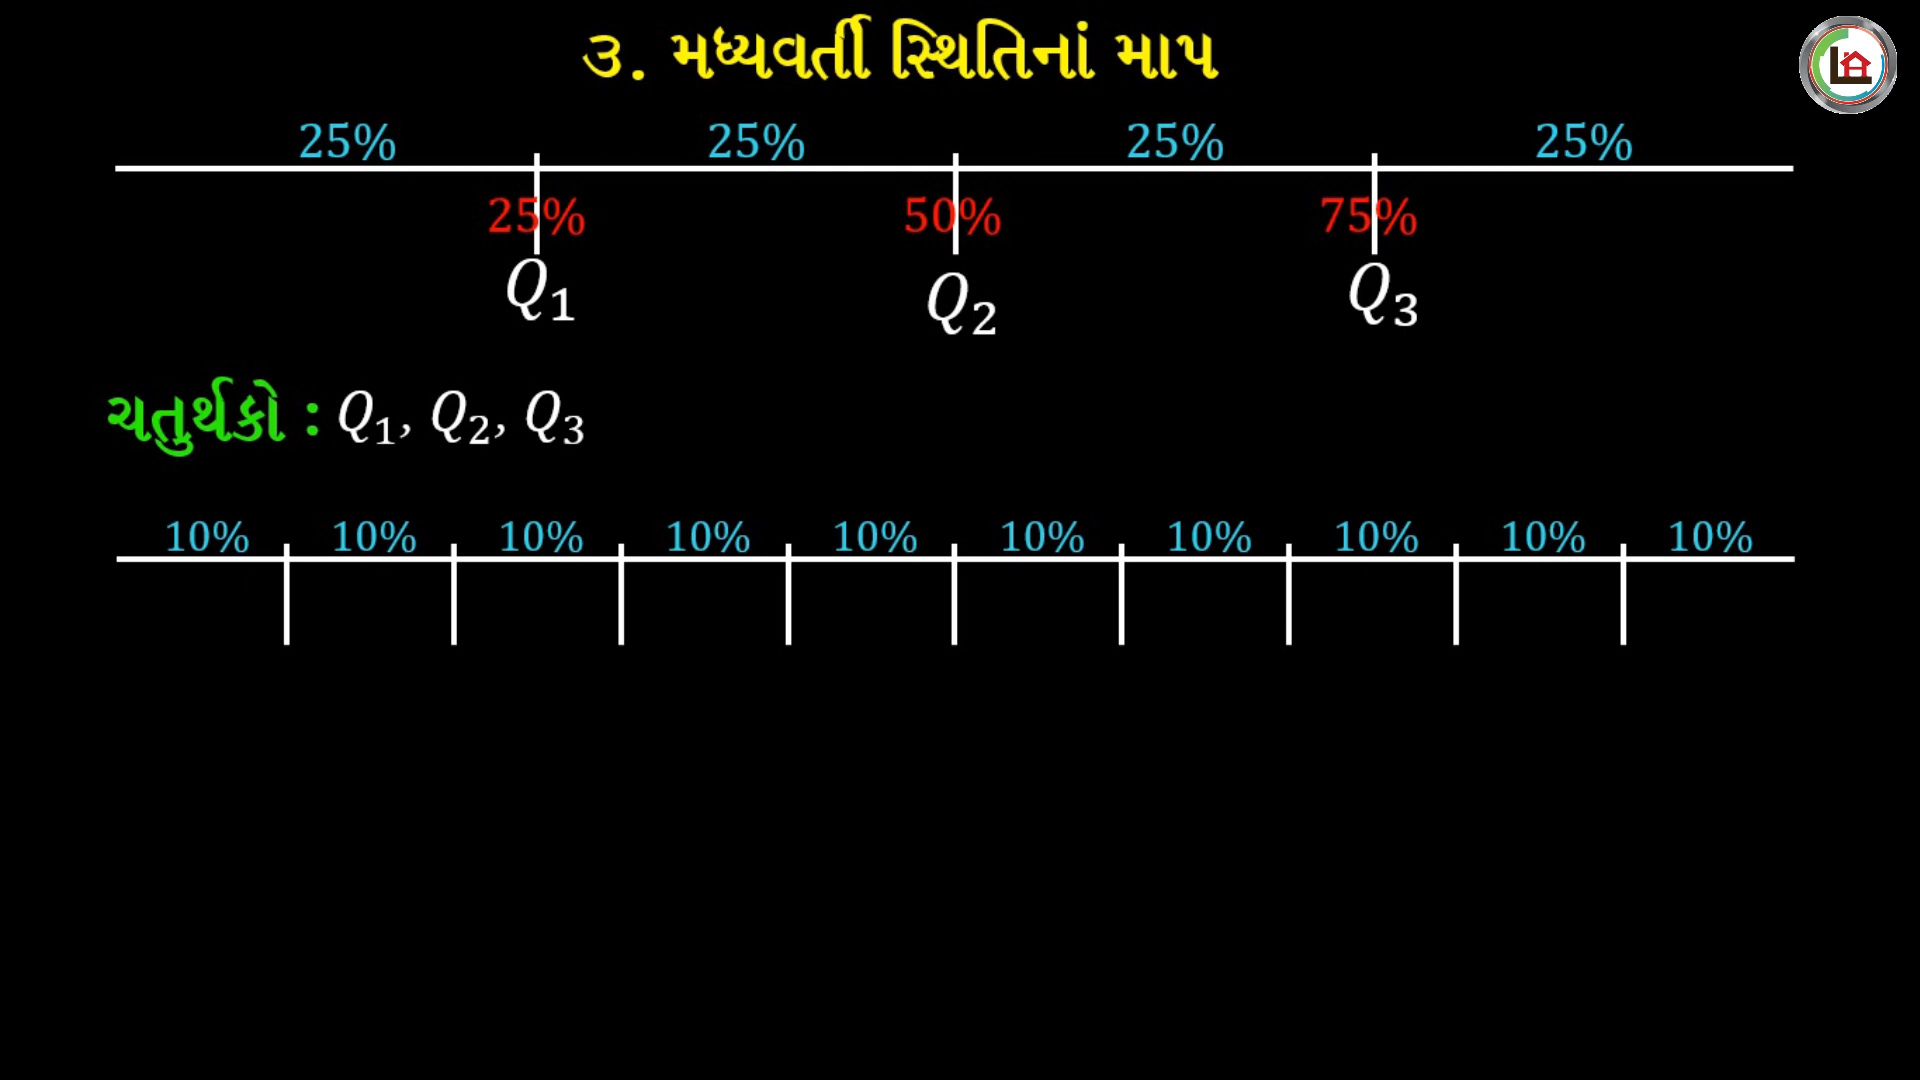 ૩. મધ્યવર્તી સ્થિતિનાં માપ
25% 25% 25% 25%
25% 50% 75%
Q₁ Q₂ Q₃
ચતુર્થકો : Q₁, Q₂, Q₃
10% 10% 10% 10% 10% 10% 10% 10% 10% 10%